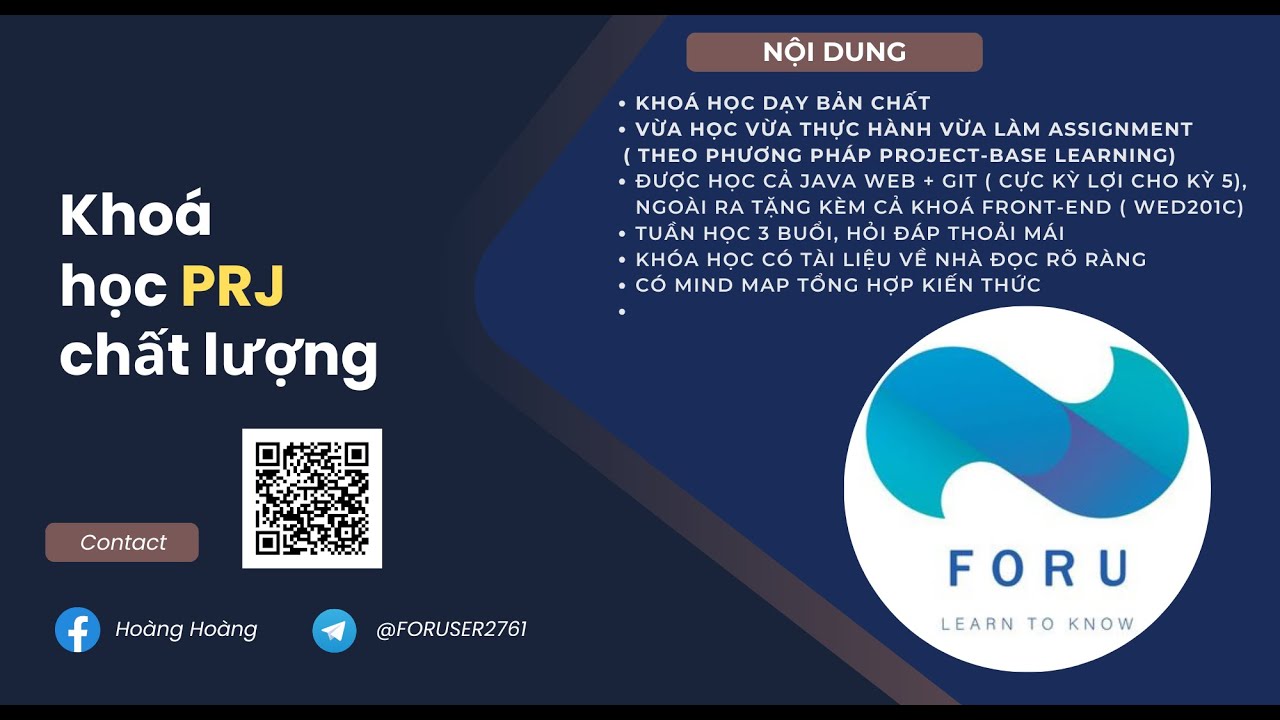 Khoá
học PRJ
chất lượng
Contact
Hoàng Hoàng
@FORUSER2761
NỘI DUNG
• KHOÁ HỌC DẠY BẢN CHẤT
• VỪA HỌC VỪA THỰC HÀNH VỪA LÀM ASSIGNMENT
( THEO PHƯƠNG PHÁP PROJECT-BASE LEARNING)
• ĐƯỢC HỌC CẢ JAVA WEB + GIT ( CỰC KỲ LỢI CHO KỲ 5),
NGOÀI RA TẶNG KÈM CẢ KHOÁ FRONT-END ( WED201C)
• TUẦN HỌC 3 BUỔI, HỎI ĐÁP THOẢI MÁI
• KHÓA HỌC CÓ TÀI LIỆU VỀ NHÀ ĐỌC RÕ RÀNG
• CÓ MIND MAP TỔNG HỢP KIẾN THỨC
•
FORU
LEARN TO KNOW